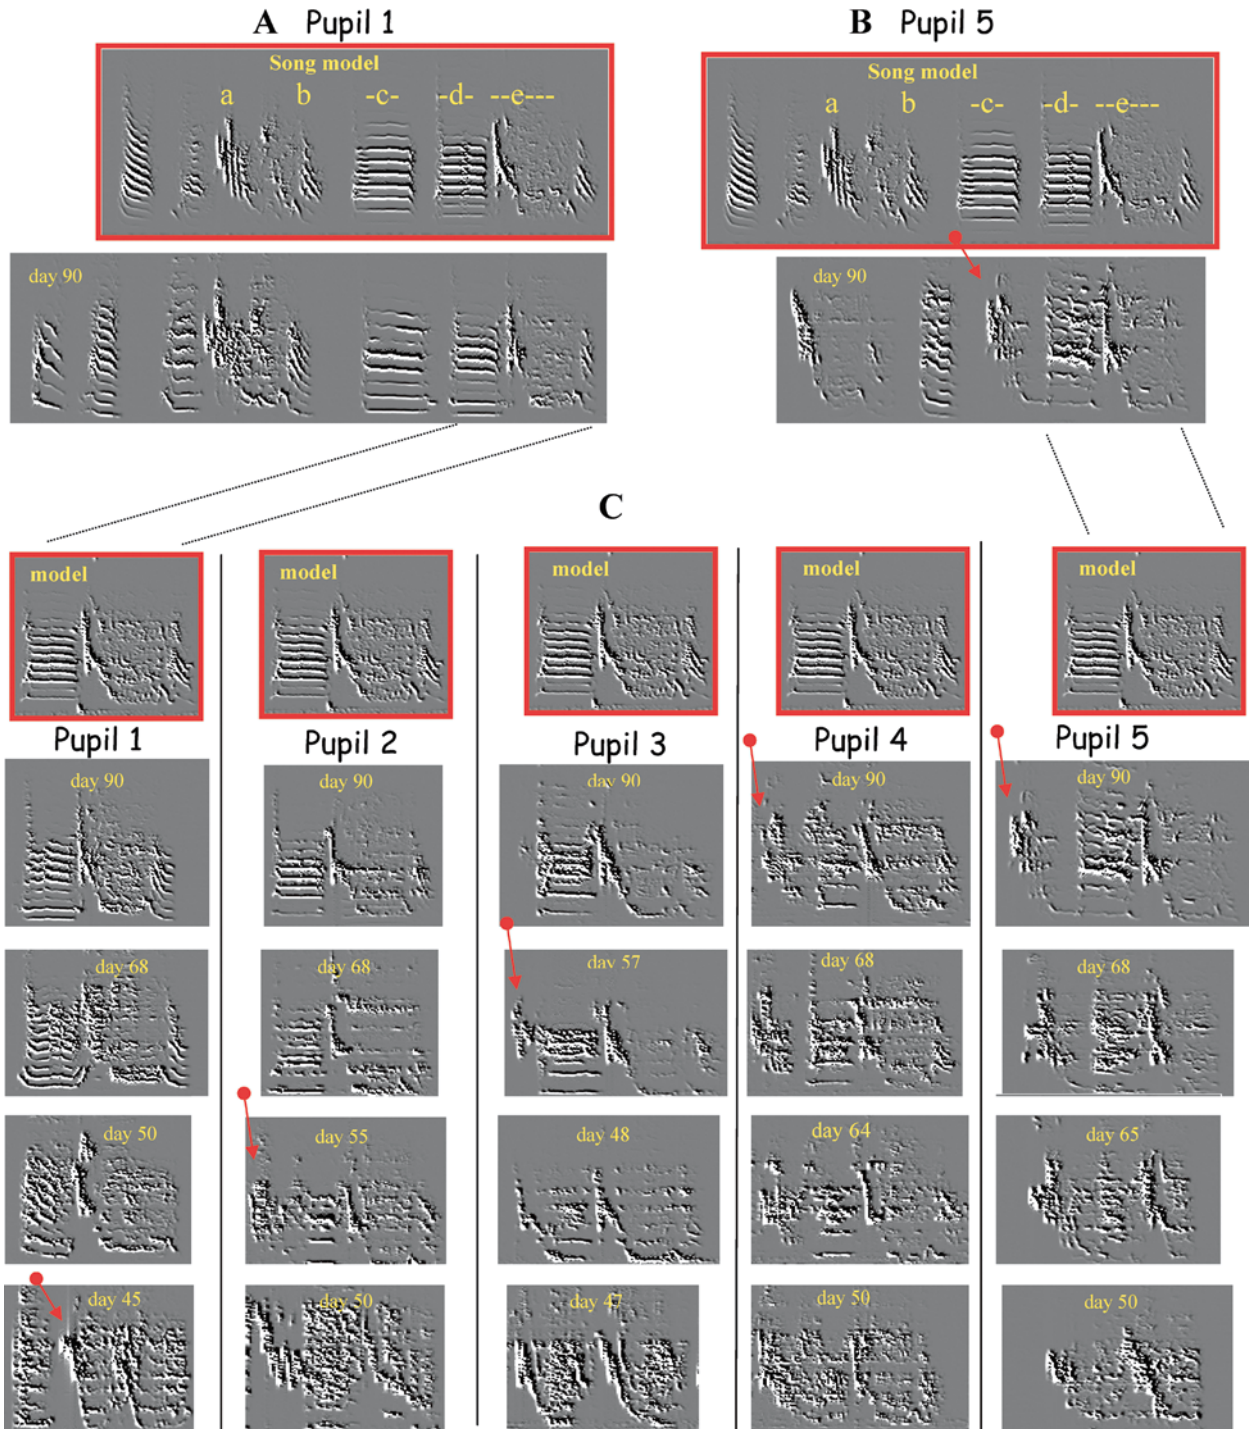 A Pupil 1
B Pupil 5
Song model
a b -c- -d- --e---
Song model
a b -c- -d- --e---
day 90
day 90
C
model
model
model
model
model
Pupil 1
Pupil 2
Pupil 3
Pupil 4
Pupil 5
day 90
day 90
day 90
day 90
day 90
day 68
day 68
day 57
day 68
day 68
day 50
day 55
day 48
day 64
day 65
day 45
day 50
day 47
day 50
day 50